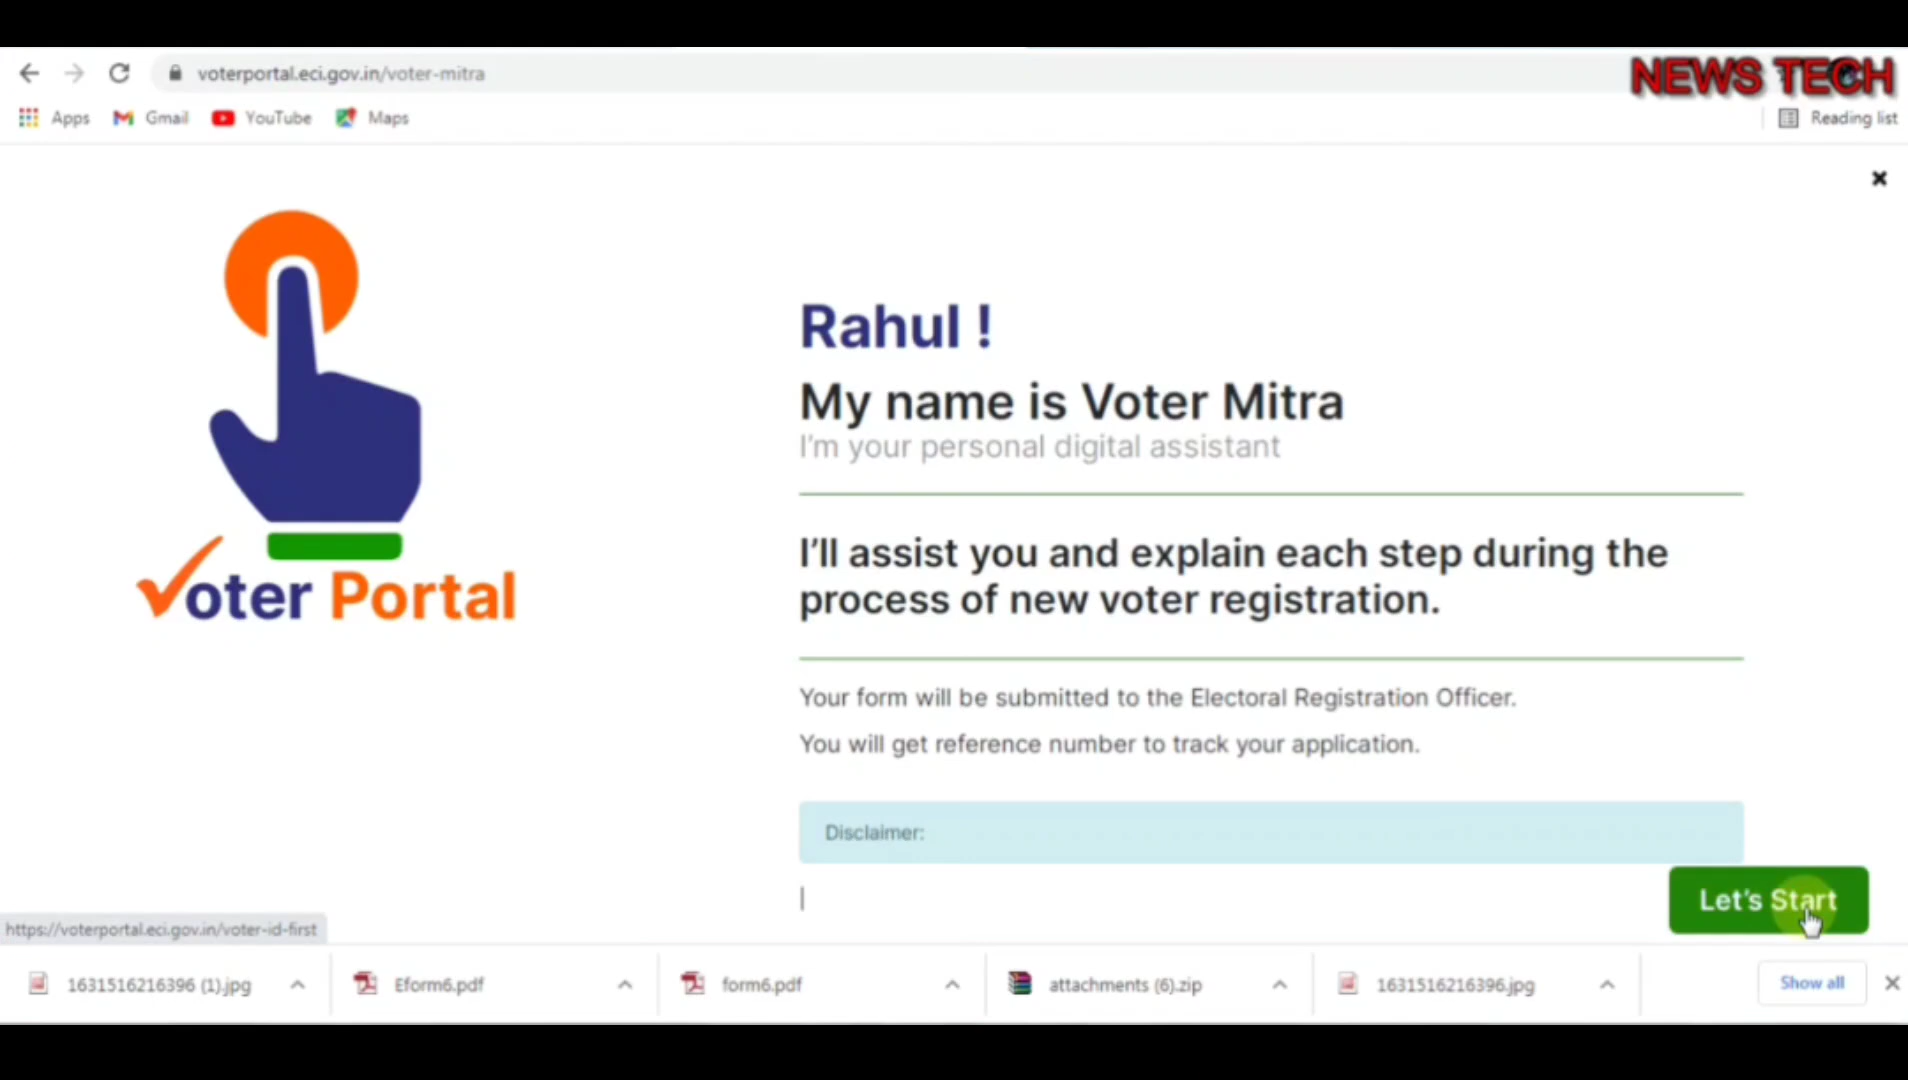 voterportal.eci.gov.in/voter-mitra
NEWS TECH
Apps Gmail YouTube Maps
Reading list
Rahul !
My name is Voter Mitra
I'm your personal digital assistant
I'll assist you and explain each step during the
process of new voter registration.
Voter Portal
Your form will be submitted to the Electoral Registration Officer.
You will get reference number to track your application.
Disclaimer:
Let's Start
https://voterportal.eci.gov.in/voter-id-first
1631516216396 (1).jpg
Eform6.pdf
form6.pdf
attachments (6).zip
1631516216396.jpg
Show all